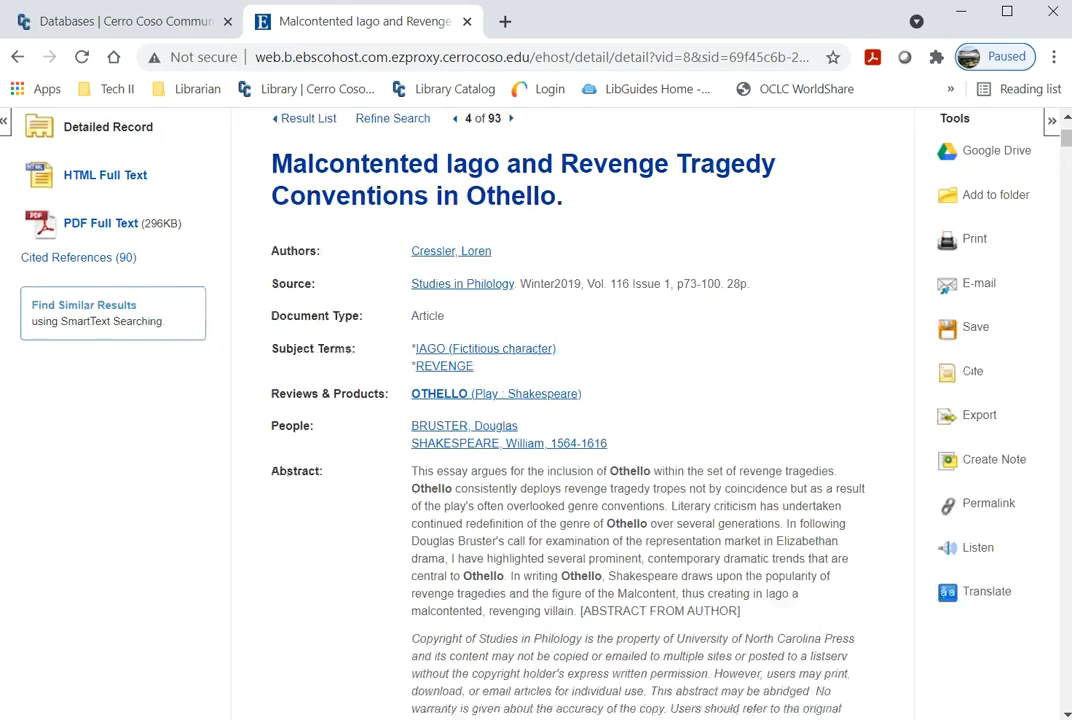 Databases | Cerro Coso Commun
Malcontented Iago and Revenge
Not secure
web.b.ebscohost.com.ezproxy.cerrocoso.edu/ehost/detail/detail?vid=8&sid=69f45c6b-2...
Paused
Apps
Tech II
Librarian
Library | Cerro Coso...
Library Catalog
Login
LibGuides Home -...
OCLC WorldShare
»
Reading list
«
Detailed Record
HTML Full Text
PDF Full Text (296KB)
Cited References (90)
Find Similar Results
using SmartText Searching.
Result List
Refine Search
4 of 93
Malcontented Iago and Revenge Tragedy
Conventions in Othello.
Authors:
Cressler, Loren
Source:
Studies in Philology. Winter2019, Vol. 116 Issue 1, p73-100. 28p.
Document Type:
Article
Subject Terms:
*IAGO (Fictitious character)
*REVENGE
Reviews & Products:
OTHELLO (Play : Shakespeare)
People:
BRUSTER, Douglas
SHAKESPEARE, William, 1564-1616
Abstract:
This essay argues for the inclusion of Othello within the set of revenge tragedies.
Othello consistently deploys revenge tragedy tropes not by coincidence but as a result
of the play's often overlooked genre conventions. Literary criticism has undertaken
continued redefinition of the genre of Othello over several generations. In following
Douglas Bruster's call for examination of the representation market in Elizabethan
drama, I have highlighted several prominent, contemporary dramatic trends that are
central to Othello. In writing Othello, Shakespeare draws upon the popularity of
revenge tragedies and the figure of the Malcontent, thus creating in Iago a
malcontented, revenging villain. [ABSTRACT FROM AUTHOR]
Copyright of Studies in Philology is the property of University of North Carolina Press
and its content may not be copied or emailed to multiple sites or posted to a listserv
without the copyright holder's express written permission. However, users may print,
download, or email articles for individual use. This abstract may be abridged. No
warranty is given about the accuracy of the copy. Users should refer to the original
Tools
»
Google Drive
Add to folder
Print
E-mail
Save
Cite
Export
Create Note
Permalink
Listen
Translate